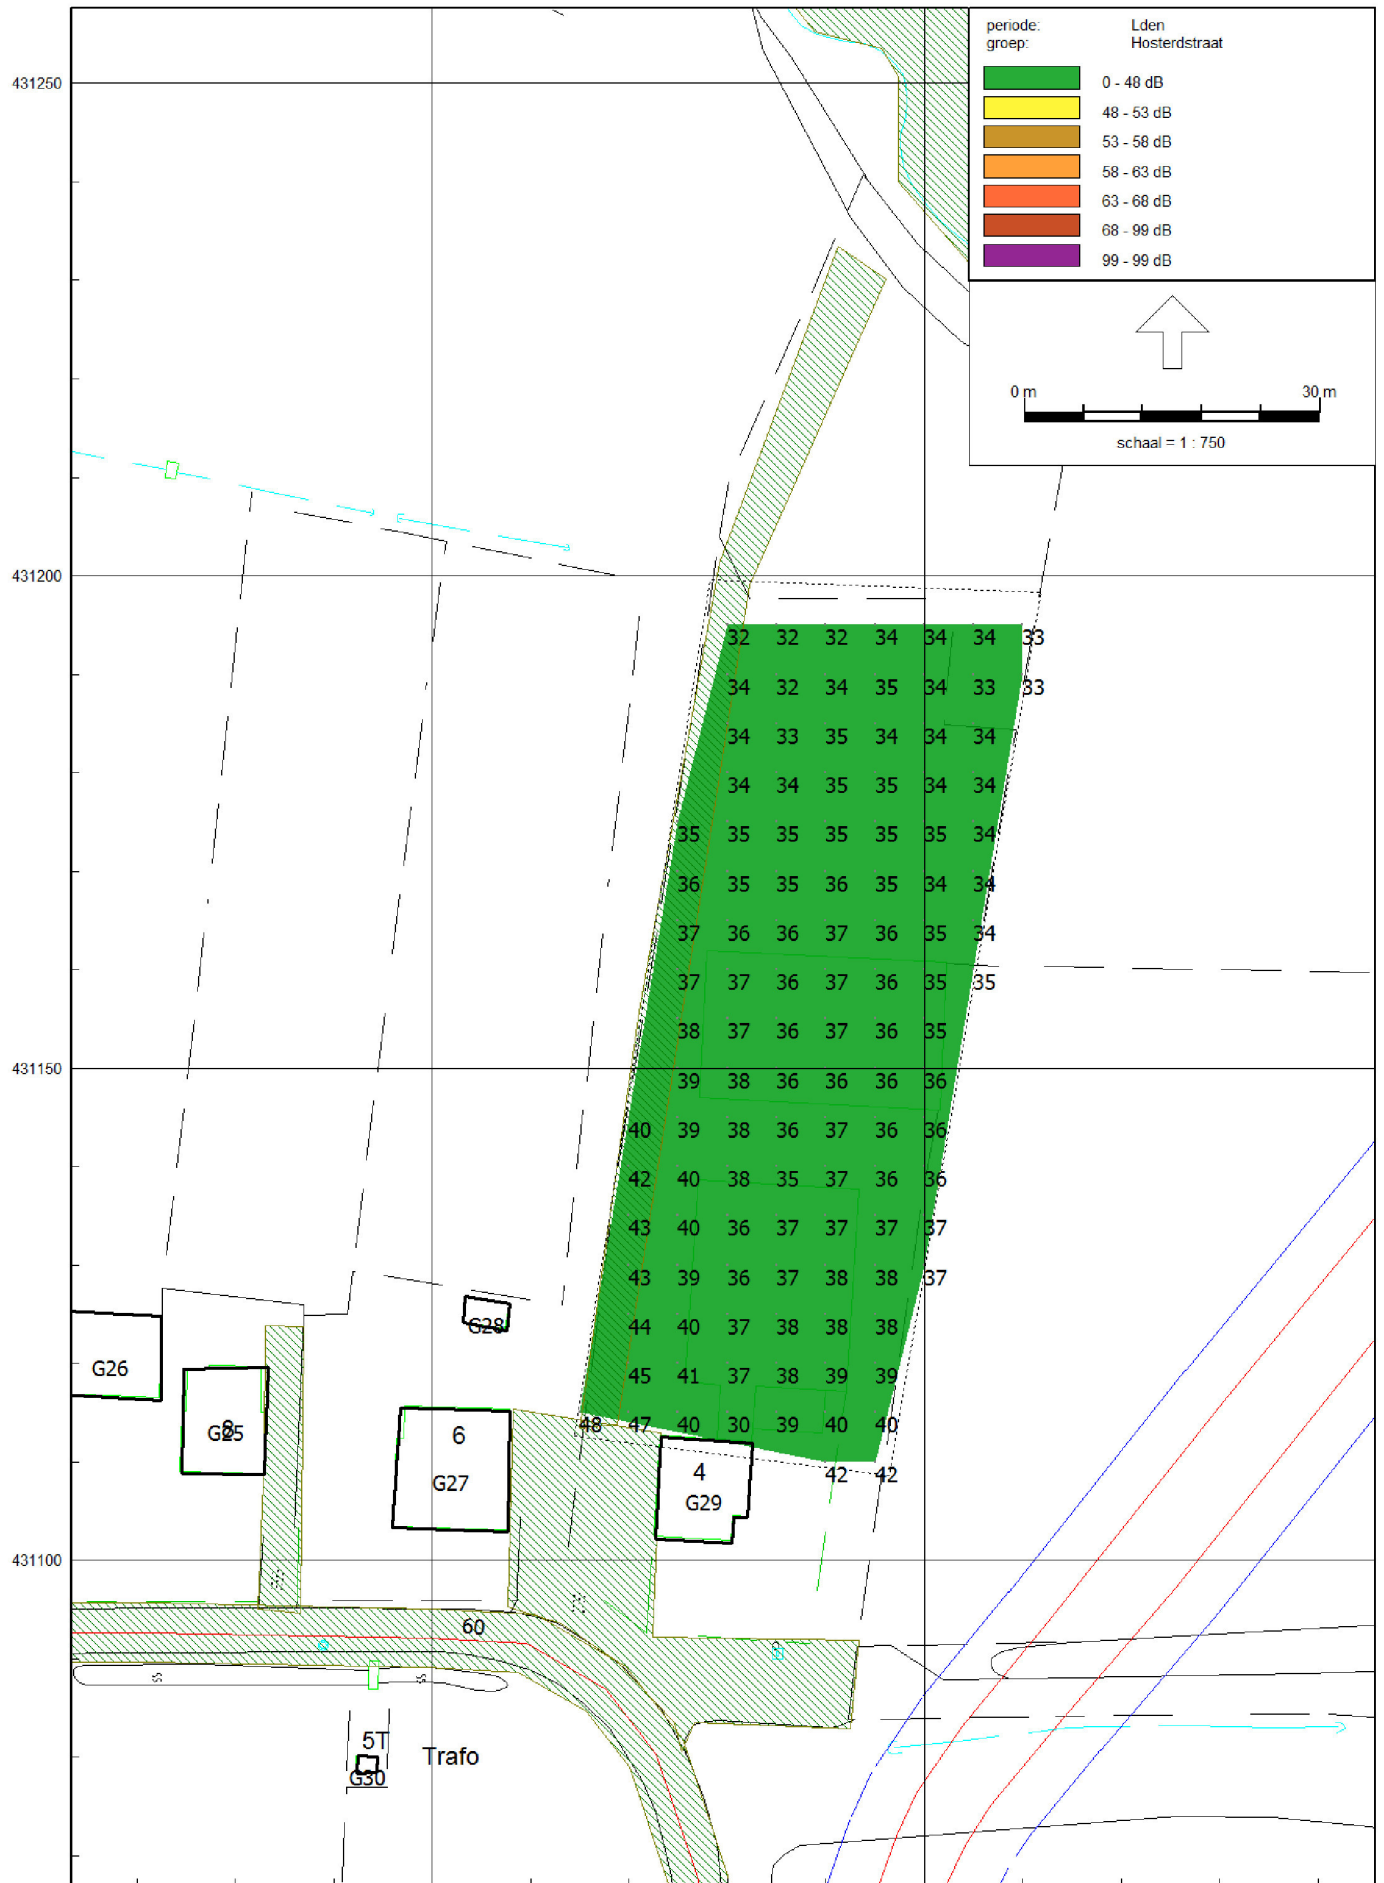 periode: Lden
groep: Hosterdstraat
0 - 48 dB
48 - 53 dB
53 - 58 dB
58 - 63 dB
63 - 68 dB
68 - 99 dB
99 - 99 dB
0 m 30 m
schaal = 1 : 750
431250
431200
32 32 32 34 34 34 33
34 32 34 35 34 33 33
34 33 35 34 34 34
34 34 35 35 34 34
35 35 35 35 35 35 34
36 35 35 36 35 34 34
37 36 36 37 36 35 34
37 37 36 37 36 35 35
38 37 36 37 36 35
431150
39 38 36 36 36 36
40 39 38 36 37 36 36
42 40 38 35 37 36 36
43 40 36 37 37 37 37
43 39 36 37 38 38 37
G28
44 40 37 38 38 38
G26
45 41 37 38 39 39
48 47 40 30 39 40 40
G25
6
4
42 42
G27
G29
431100
60
5T
Trafo
G30